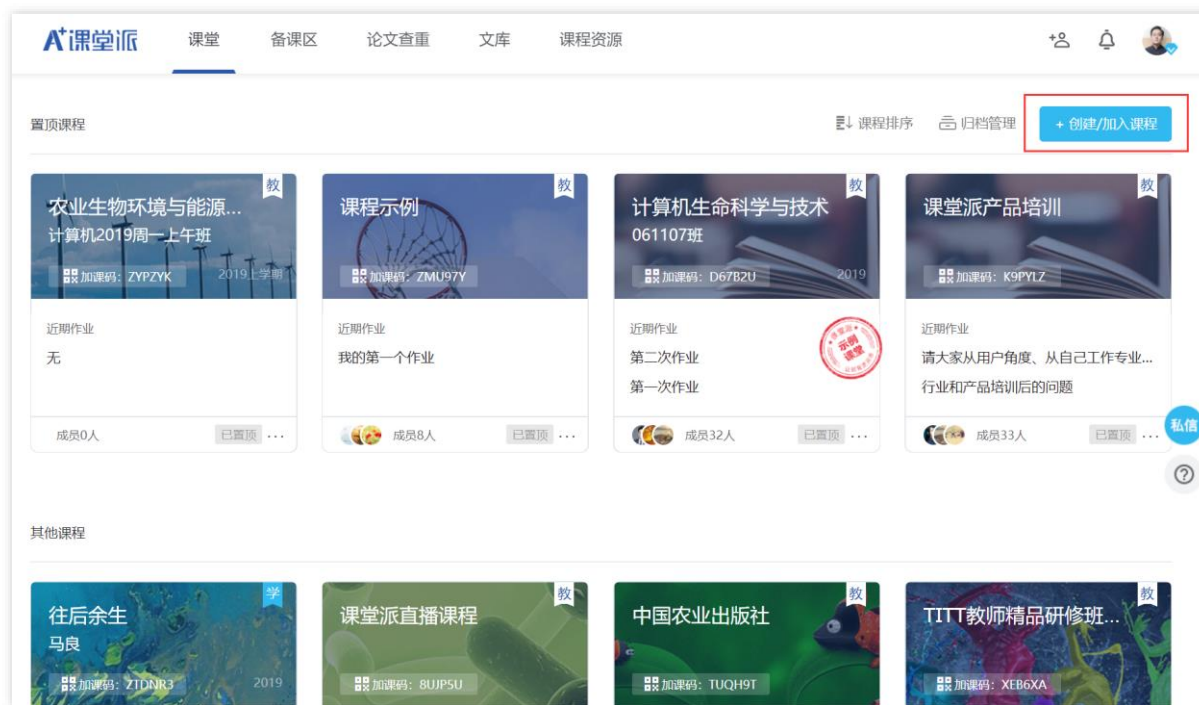 A+课堂派 课堂 备课区 论文查重 文库 课程资源
置顶课程 课程排序 归档管理 + 创建/加入课程
教 教 教 教
农业生物环境与能源... 课程示例 计算机生命科学与技术 课堂派产品培训
计算机2019周一上午班 061107班
加课码：ZYPZYK 2019上学期 加课码：ZMU97Y 加课码：D67B2U 2019 加课码：K9PYLZ
近期作业 近期作业 近期作业 近期作业
无 我的第一个作业 第二次作业 请大家从用户角度、从自己工作专业...
第一次作业 行业和产品培训后的问题
示例
课堂
成员0人 已置顶 ... 成员8人 已置顶 ... 成员32人 已置顶 ... 成员33人 已置顶 ...
私信
其他课程
学 教 教 教
往后余生 课堂派直播课程 中国农业出版社 TITT教师精品研修班...
马良
加课码：ZTDNR3 2019 加课码：8UJP5U 加课码：TUQH9T 加课码：XEB6XA